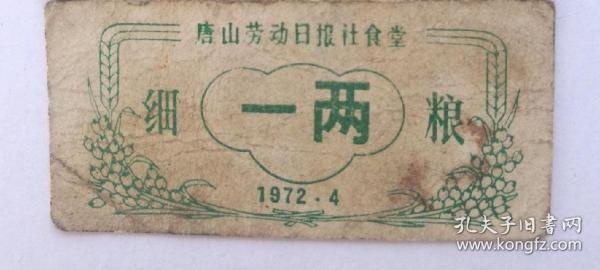 唐山劳动日报社食堂
细 一两 粮
1972.4
孔夫子旧书网
www.kongfz.com